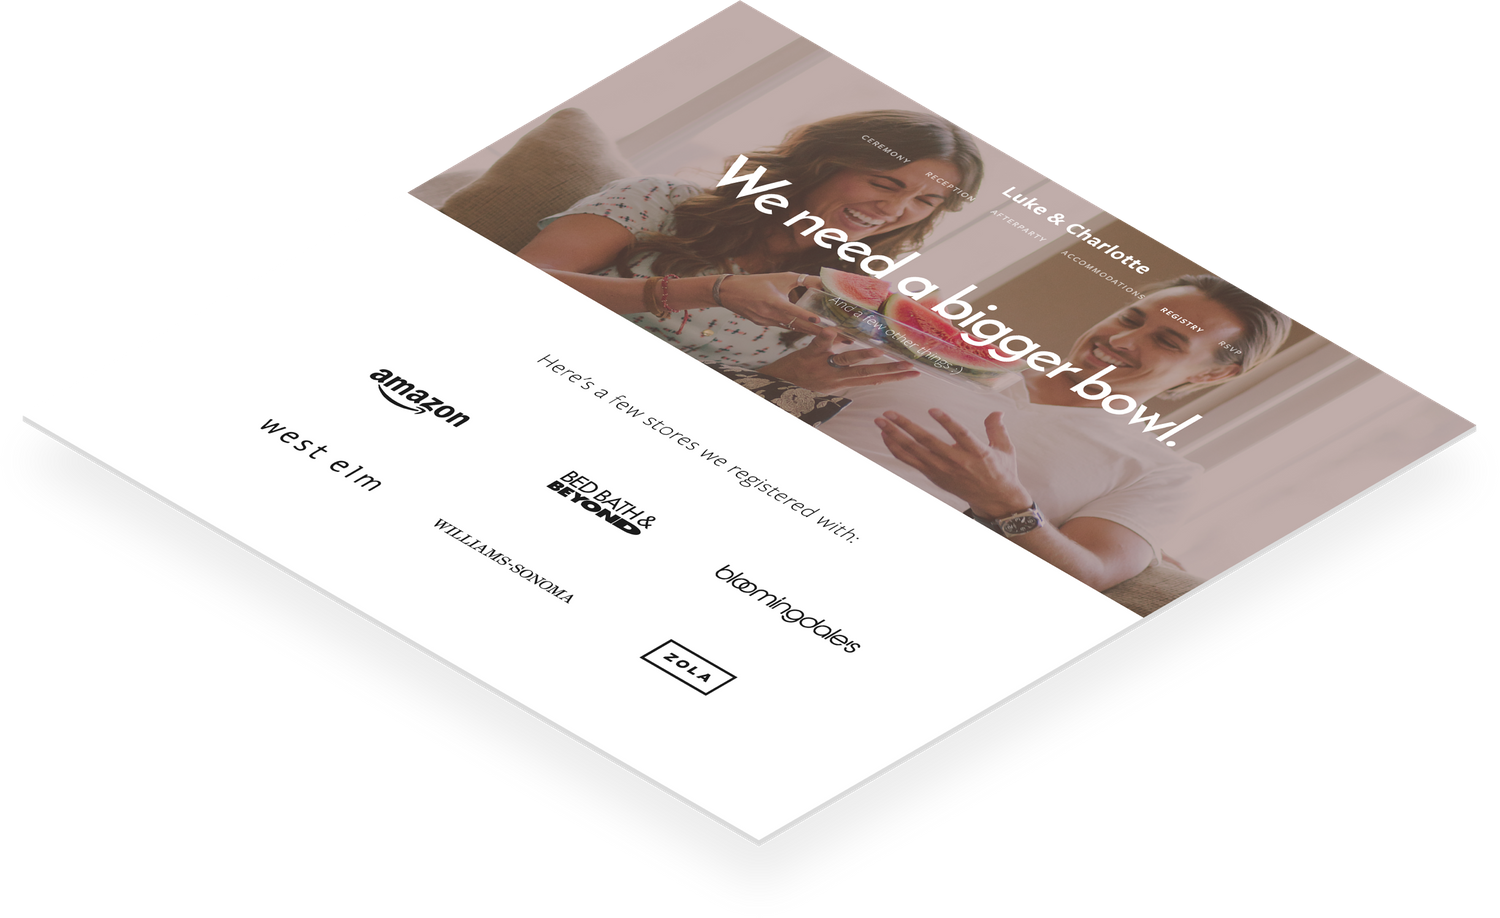 Luke & Charlotte
CEREMONY RECEPTION AFTERPARTY ACCOMMODATIONS REGISTRY RSVP
We need a bigger bowl.
And a few other things ;)
Here's a few stores we registered with:
amazon
BED BATH &
BEYOND
bloomingdale's
west elm
WILLIAMS-SONOMA
ZOLA